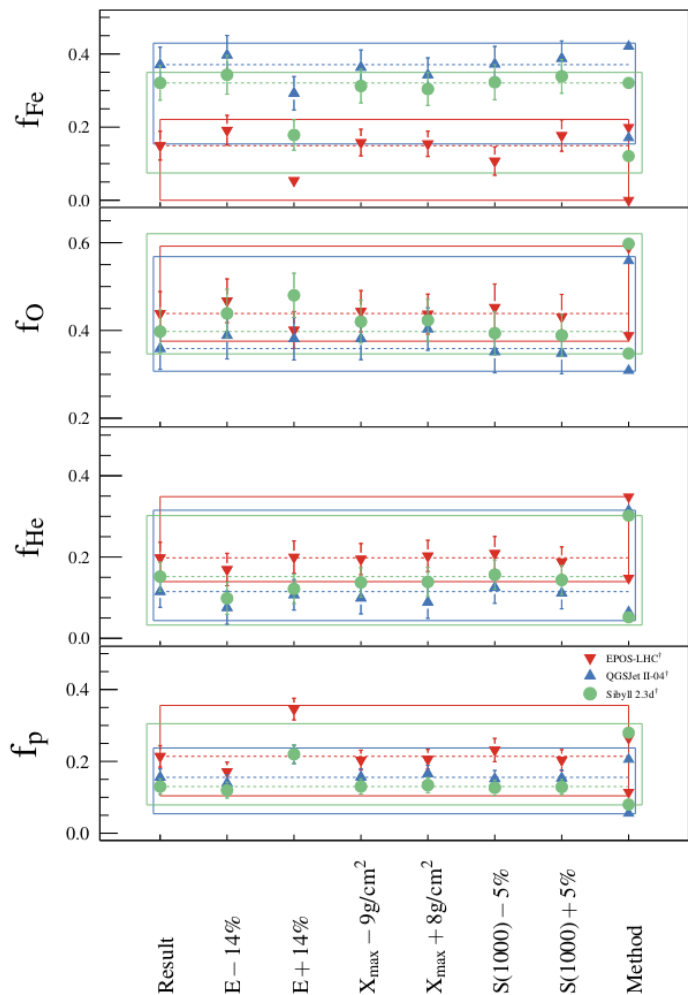 f_Fe
0.4
0.2
0.0
f_O
0.6
0.4
0.2
f_He
0.4
0.2
0.0
f_p
0.4
0.2
0.0
EPOS-LHC†
QGSJet II-04†
Sibyll 2.3d†
Result
E − 14%
E + 14%
X_max − 9g/cm²
X_max + 8g/cm²
S(1000) − 5%
S(1000) + 5%
Method